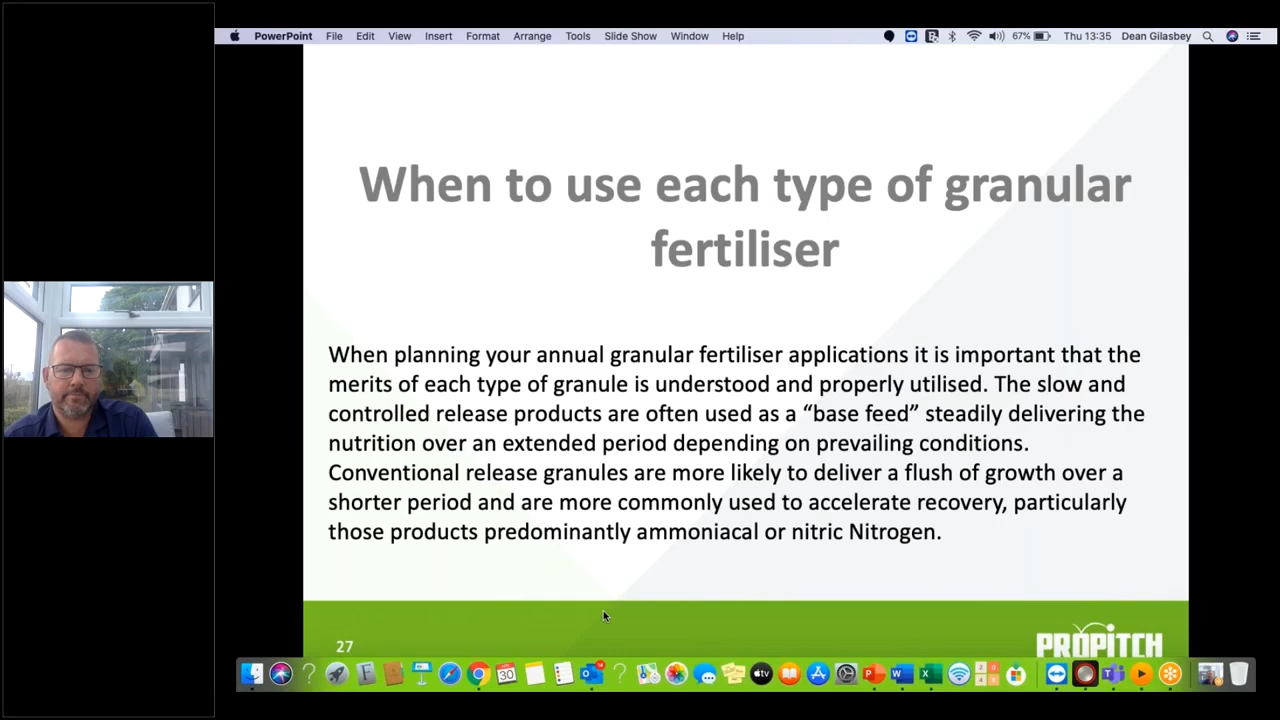 PowerPoint File Edit View Insert Format Arrange Tools Slide Show Window Help 67% Thu 13:35 Dean Gilasbey
When to use each type of granular
fertiliser
When planning your annual granular fertiliser applications it is important that the
merits of each type of granule is understood and properly utilised. The slow and
controlled release products are often used as a “base feed” steadily delivering the
nutrition over an extended period depending on prevailing conditions.
Conventional release granules are more likely to deliver a flush of growth over a
shorter period and are more commonly used to accelerate recovery, particularly
those products predominantly ammoniacal or nitric Nitrogen.
27
PROPITCH